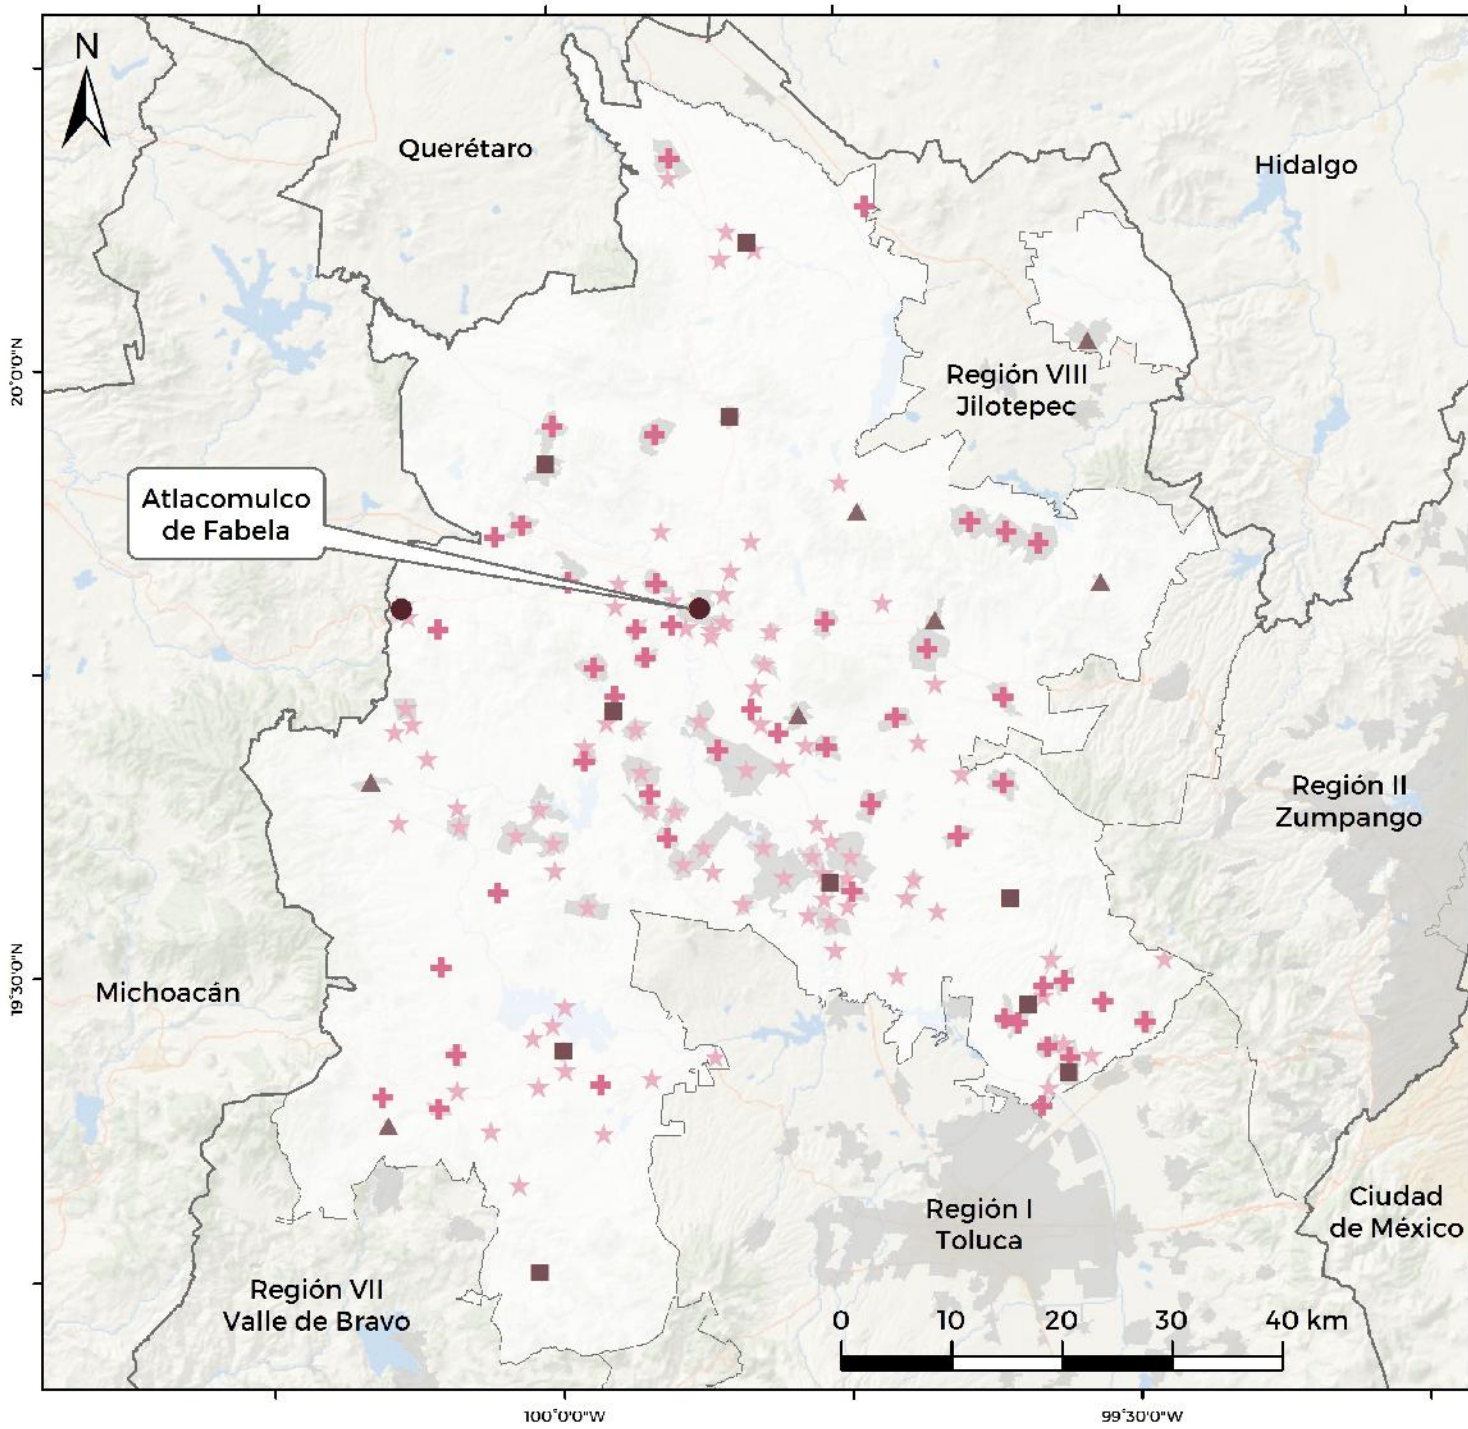 N
Querétaro
Hidalgo
20°0'0"N
Región VIII
Jilotepec
Atlacomulco
de Fabela
Región II
Zumpango
19°30'0"N
Michoacán
Región I
Toluca
Ciudad
de México
Región VII
Valle de Bravo
0 10 20 30 40 km
100°0'0"W 99°30'0"W